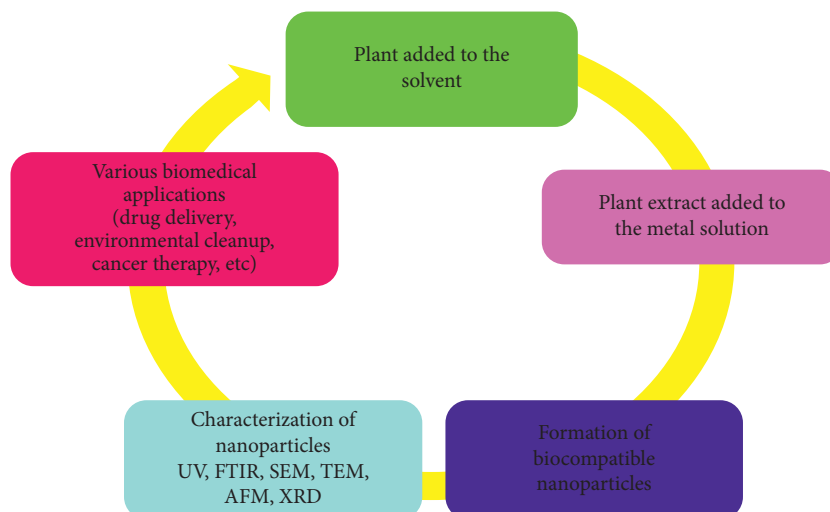 Plant added to the
solvent
Plant extract added to
the metal solution
Formation of
biocompatible
nanoparticles
Characterization of
nanoparticles
UV, FTIR, SEM, TEM,
AFM, XRD
Various biomedical
applications
(drug delivery,
environmental cleanup,
cancer therapy, etc)